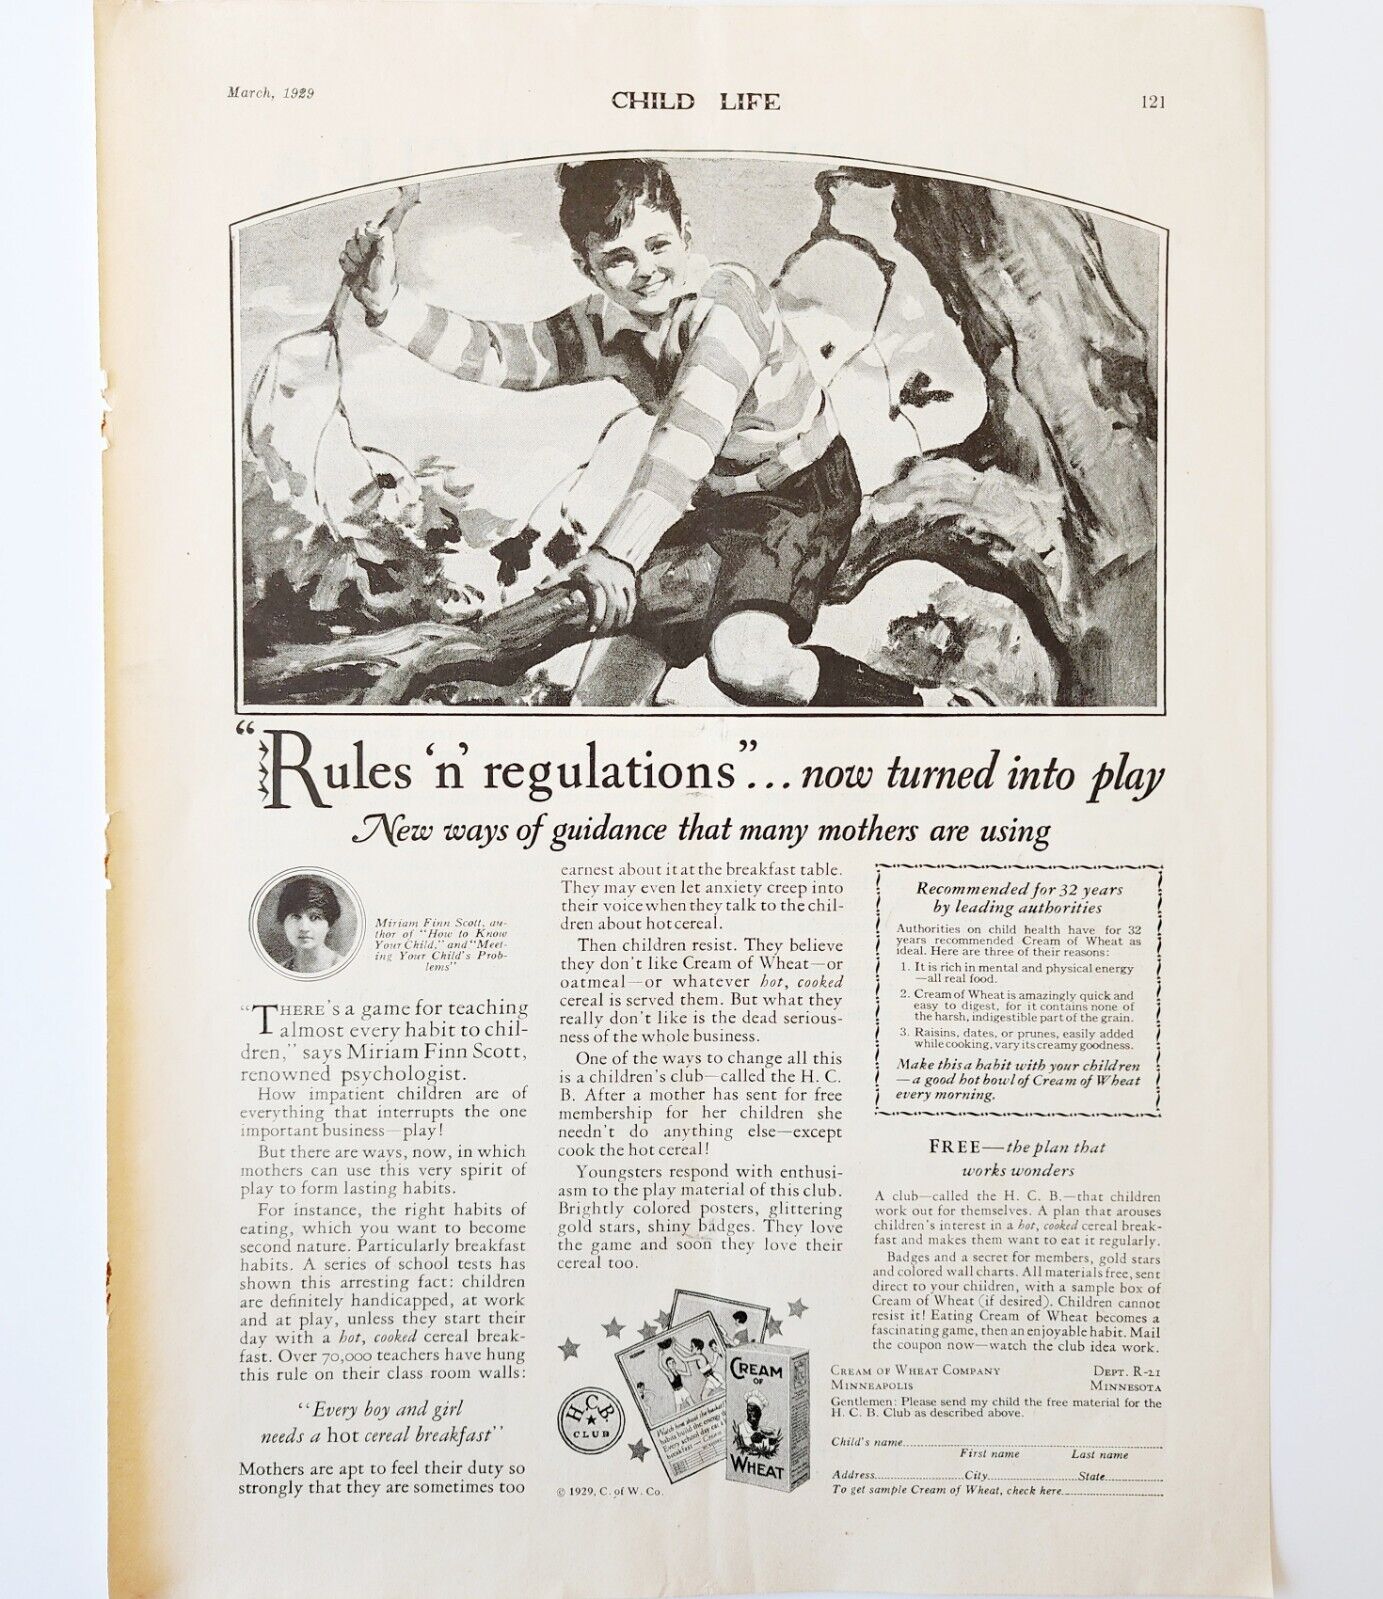 March, 1929
CHILD LIFE
121
"Rules 'n' regulations"... now turned into play
New ways of guidance that many mothers are using
Miriam Finn Scott, au-
thor of "How to Know
Your Child," and "Meet-
ing Your Child's Prob-
lems"
"THERE'S a game for teaching
almost every habit to chil-
dren," says Miriam Finn Scott,
renowned psychologist.
How impatient children are of
everything that interrupts the one
important business—play!
But there are ways, now, in which
mothers can use this very spirit of
play to form lasting habits.
For instance, the right habits of
eating, which you want to become
second nature. Particularly breakfast
habits. A series of school tests has
shown this arresting fact: children
are definitely handicapped, at work
and at play, unless they start their
day with a hot, cooked cereal break-
fast. Over 70,000 teachers have hung
this rule on their class room walls:
"Every boy and girl
needs a hot cereal breakfast"
Mothers are apt to feel their duty so
strongly that they are sometimes too
earnest about it at the breakfast table.
They may even let anxiety creep into
their voice when they talk to the chil-
dren about hot cereal.
Then children resist. They believe
they don't like Cream of Wheat—or
oatmeal—or whatever hot, cooked
cereal is served them. But what they
really don't like is the dead serious-
ness of the whole business.
One of the ways to change all this
is a children's club—called the H. C.
B. After a mother has sent for free
membership for her children she
needn't do anything else—except
cook the hot cereal!
Youngsters respond with enthusi-
asm to the play material of this club.
Brightly colored posters, glittering
gold stars, shiny badges. They love
the game and soon they love their
cereal too.
H.C.B.
CLUB
CREAM
OF
WHEAT
© 1929, C. of W. Co.
Recommended for 32 years
by leading authorities
Authorities on child health have for 32
years recommended Cream of Wheat as
ideal. Here are three of their reasons:
1. It is rich in mental and physical energy
—all real food.
2. Cream of Wheat is amazingly quick and
easy to digest, for it contains none of
the harsh, indigestible part of the grain.
3. Raisins, dates, or prunes, easily added
while cooking, vary its creamy goodness.
Make this a habit with your children
—a good hot bowl of Cream of Wheat
every morning.
FREE—the plan that
works wonders
A club—called the H. C. B.—that children
work out for themselves. A plan that arouses
children's interest in a hot, cooked cereal break-
fast and makes them want to eat it regularly.
Badges and a secret for members, gold stars
and colored wall charts. All materials free, sent
direct to your children, with a sample box of
Cream of Wheat (if desired). Children cannot
resist it! Eating Cream of Wheat becomes a
fascinating game, then an enjoyable habit. Mail
the coupon now—watch the club idea work.
CREAM OF WHEAT COMPANY DEPT. R-21
MINNEAPOLIS MINNESOTA
Gentlemen: Please send my child the free material for the
H. C. B. Club as described above.
Child's name
First name Last name
Address City State
To get sample Cream of Wheat, check here